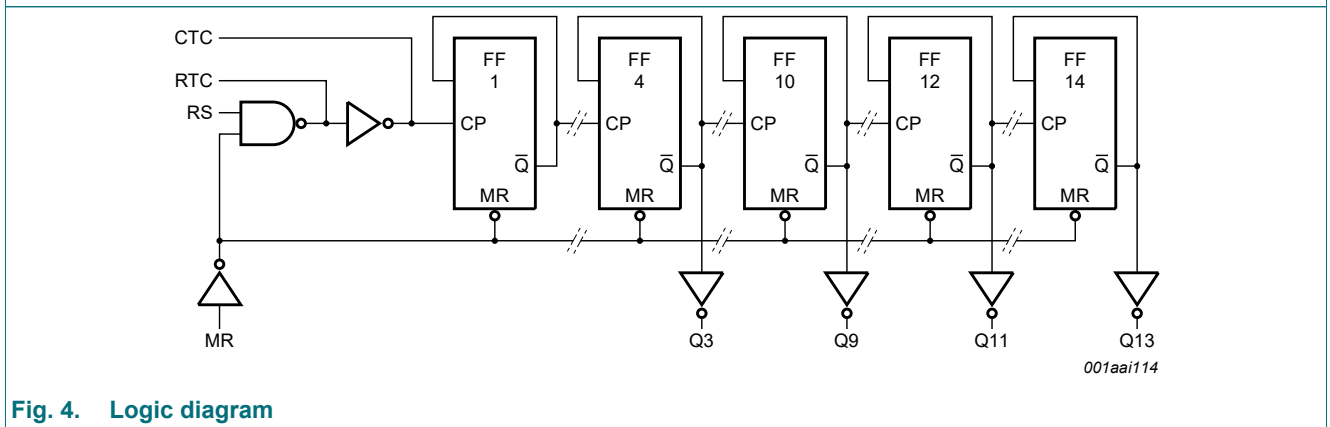 CTC
RTC
RS
FF 1
CP
Q̅
MR
FF 4
CP
Q̅
MR
FF 10
CP
Q̅
MR
FF 12
CP
Q̅
MR
FF 14
CP
Q̅
MR
MR
Q3
Q9
Q11
Q13
001aai114
Fig. 4. Logic diagram